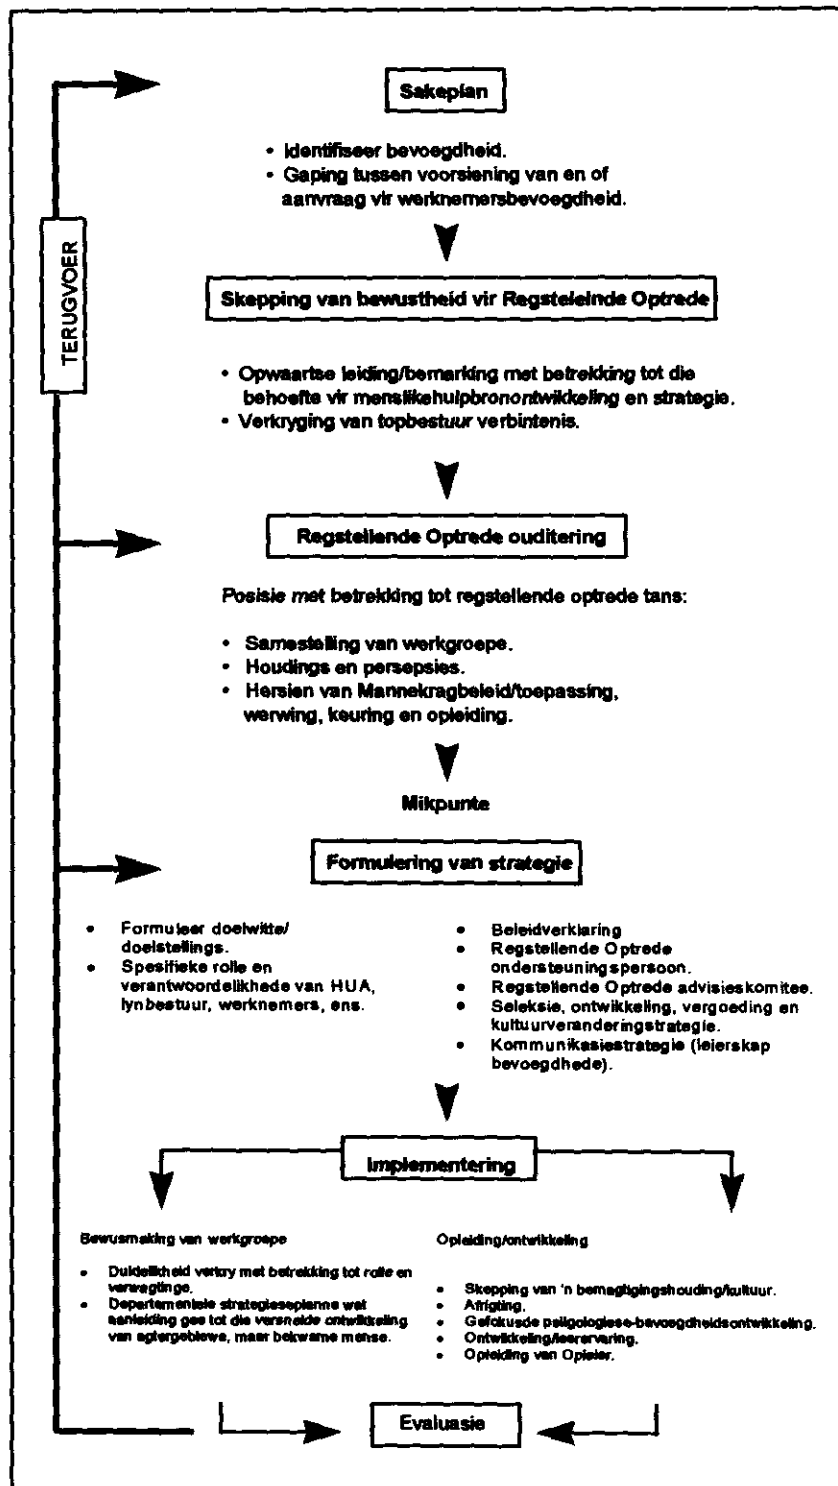 Sakeplan
• Identifiseer bevoegdheid.
• Gaping tussen voorsiening van en of
aanvraag vir werknemersbevoegdheid.
TERUGVOER
Skepping van bewustheid vir Regstelelnde Optrede
• Opwaartse leiding/bemarking met betrekking tot die
behoefte vir menslikehulpbronontwikkeling en strategie.
• Verkryging van topbestuur verbintenis.
Regstellende Optrede ouditering
Posisie met betrekking tot regstellende optrede tans:
• Samestelling van werkgroepe.
• Houdings en persepsies.
• Hersien van Mannekragbeleid/toepassing,
werwing, keuring en opleiding.
Mikpunte
Formulering van strategie
• Formuleer doelwitte/
doelstellings.
• Spesifieke rolle en
verantwoordelikhede van HUA,
lynbestuur, werknemers, ens.
• Beleidverklaring
• Regstellende Optrede
ondersteuningspersoon.
• Regstellende Optrede advieskomitee.
• Seleksie, ontwikkeling, vergoeding en
kultuurveranderingstrategie.
• Kommunikasiestrategie (leierskap
bevoegdhede).
Implementering
Bewusmaking van werkgroepe
• Duidelikheid verkry met betrekking tot rolle en
verwagtinge.
• Departementele strategieseplanne wat
aanleiding gee tot die versnelde ontwikkeling
van agtergeblewe, maar bekwame mense.
Opleiding/ontwikkeling
• Skepping van 'n bemagtigingshouding/kultuur.
• Afrigting.
• Gefokusde psigologiese-bevoegdheidsontwikkeling.
• Ontwikkeling/leerervaring.
• Opleiding van Opleier.
Evaluasie